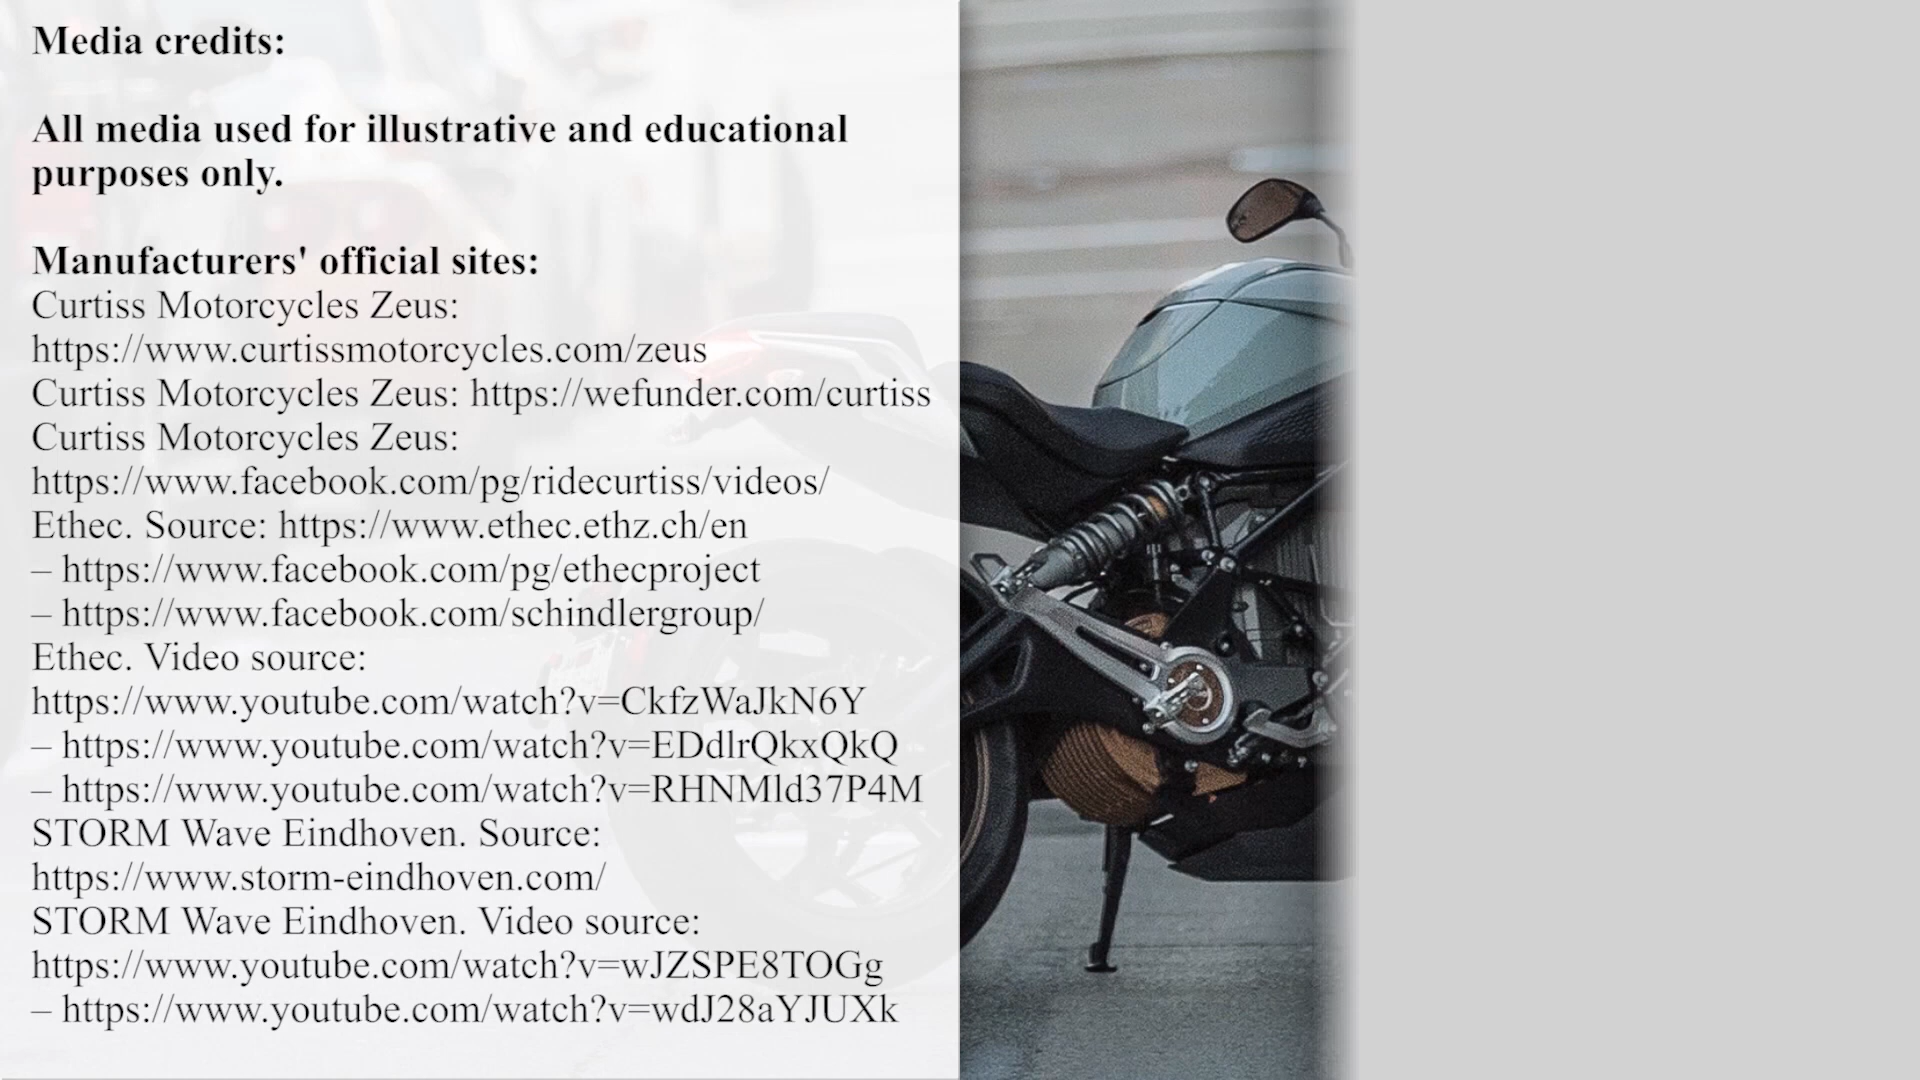 Media credits:
All media used for illustrative and educational
purposes only.
Manufacturers' official sites:
Curtiss Motorcycles Zeus:
https://www.curtissmotorcycles.com/zeus
Curtiss Motorcycles Zeus: https://wefunder.com/curtiss
Curtiss Motorcycles Zeus:
https://www.facebook.com/pg/ridecurtiss/videos/
Ethec. Source: https://www.ethec.ethz.ch/en
– https://www.facebook.com/pg/ethecproject
– https://www.facebook.com/schindlergroup/
Ethec. Video source:
https://www.youtube.com/watch?v=CkfzWaJkN6Y
– https://www.youtube.com/watch?v=EDdlrQkxQkQ
– https://www.youtube.com/watch?v=RHNMld37P4M
STORM Wave Eindhoven. Source:
https://www.storm-eindhoven.com/
STORM Wave Eindhoven. Video source:
https://www.youtube.com/watch?v=wJZSPE8TOGg
– https://www.youtube.com/watch?v=wdJ28aYJUXk